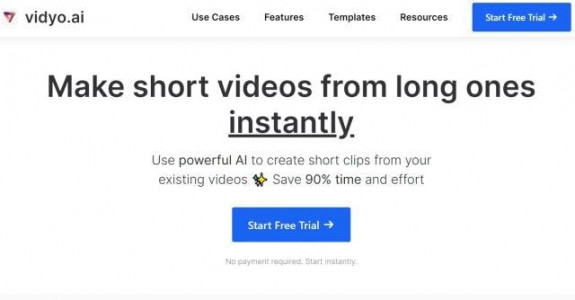 vidyo.ai Use Cases Features Templates Resources Start Free Trial →
Make short videos from long ones
instantly
Use powerful AI to create short clips from your
existing videos ✨ Save 90% time and effort
Start Free Trial →
No payment required. Start instantly.